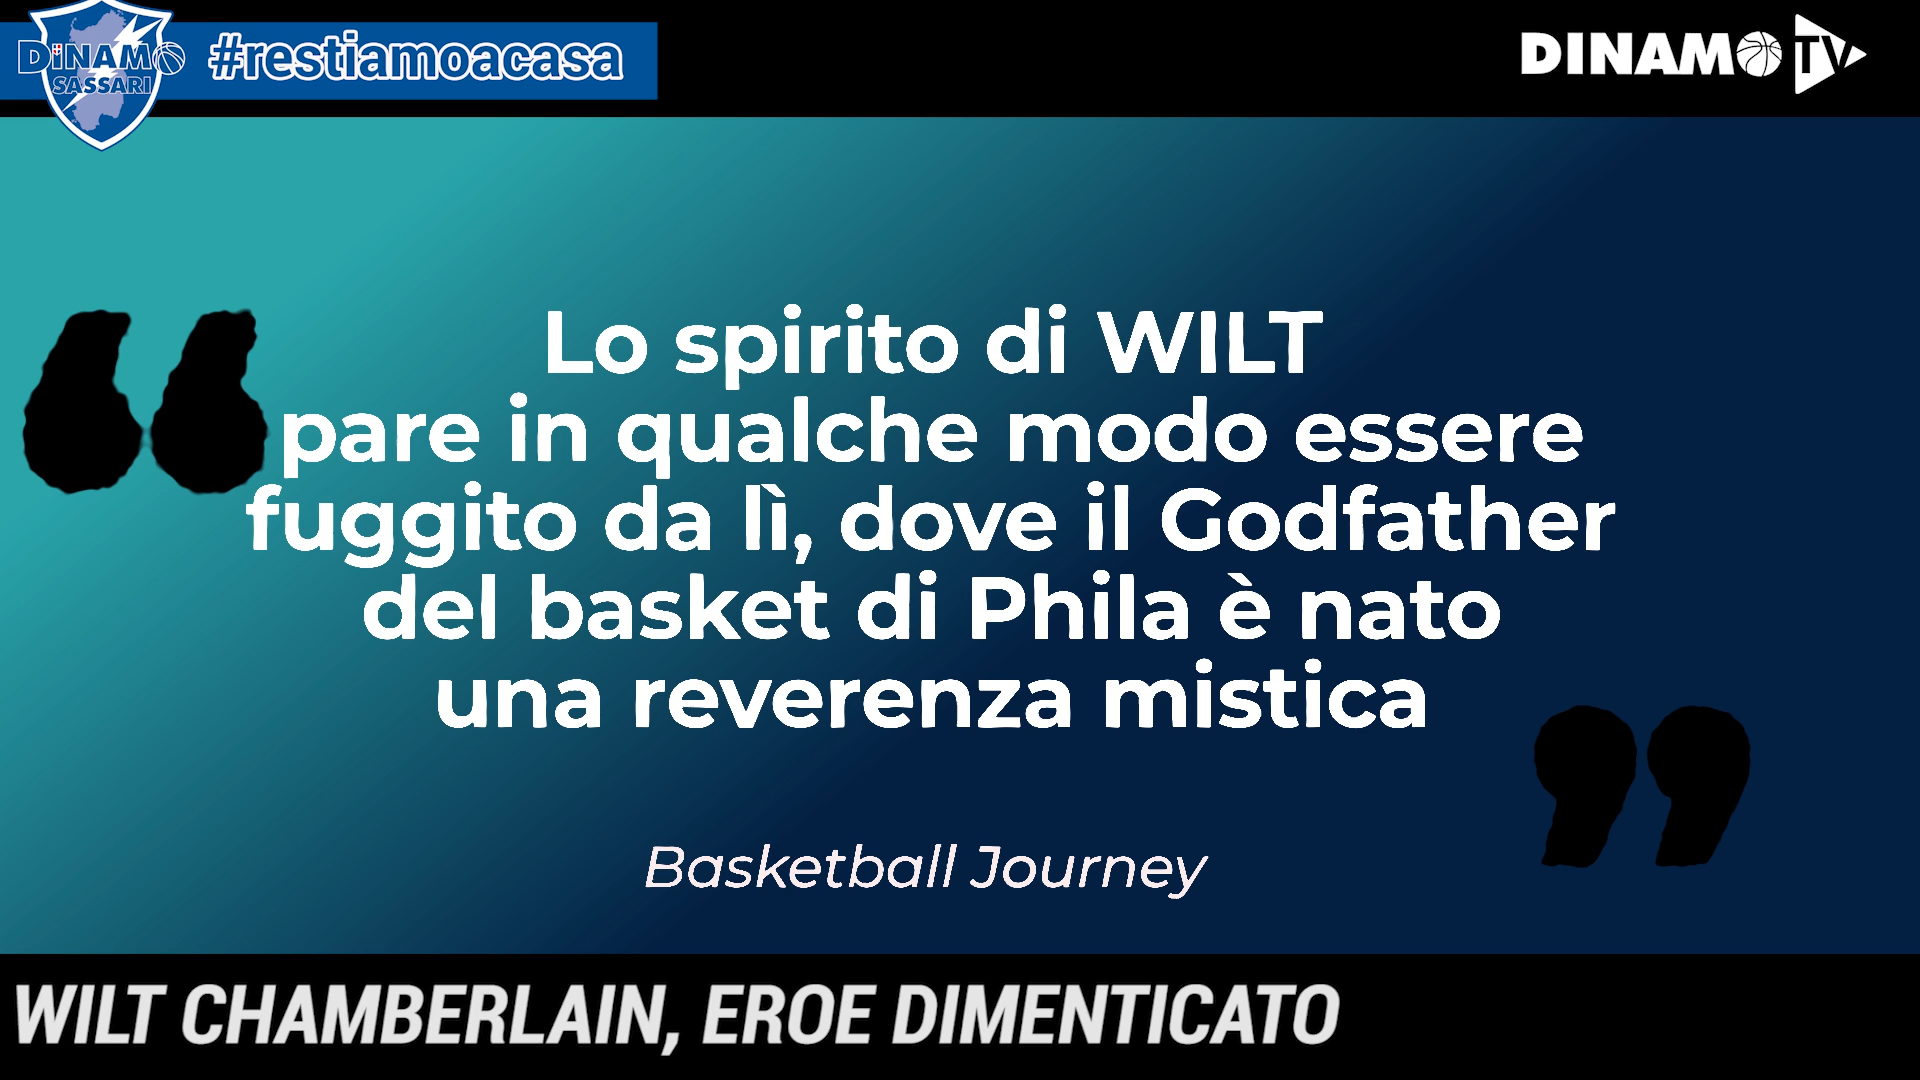 DINAMO
SASSARI
#restiamoacasa
DINAMO TV
Lo spirito di WILT
pare in qualche modo essere
fuggito da lì, dove il Godfather
del basket di Phila è nato
una reverenza mistica
Basketball Journey
WILT CHAMBERLAIN, EROE DIMENTICATO